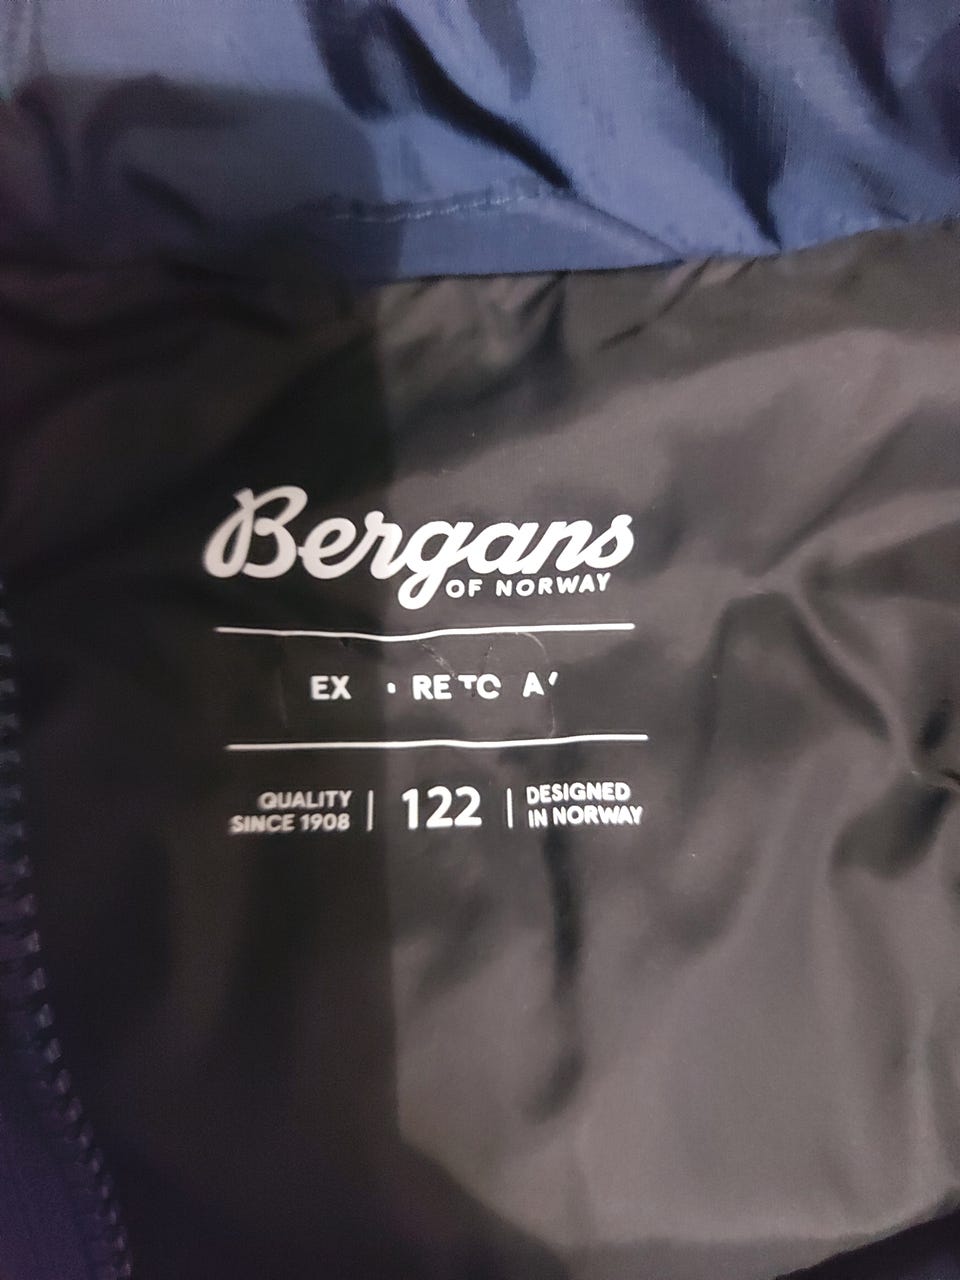 Bergans
OF NORWAY
EX
QUALITY
SINCE 1908
122
DESIGNED
IN NORWAY